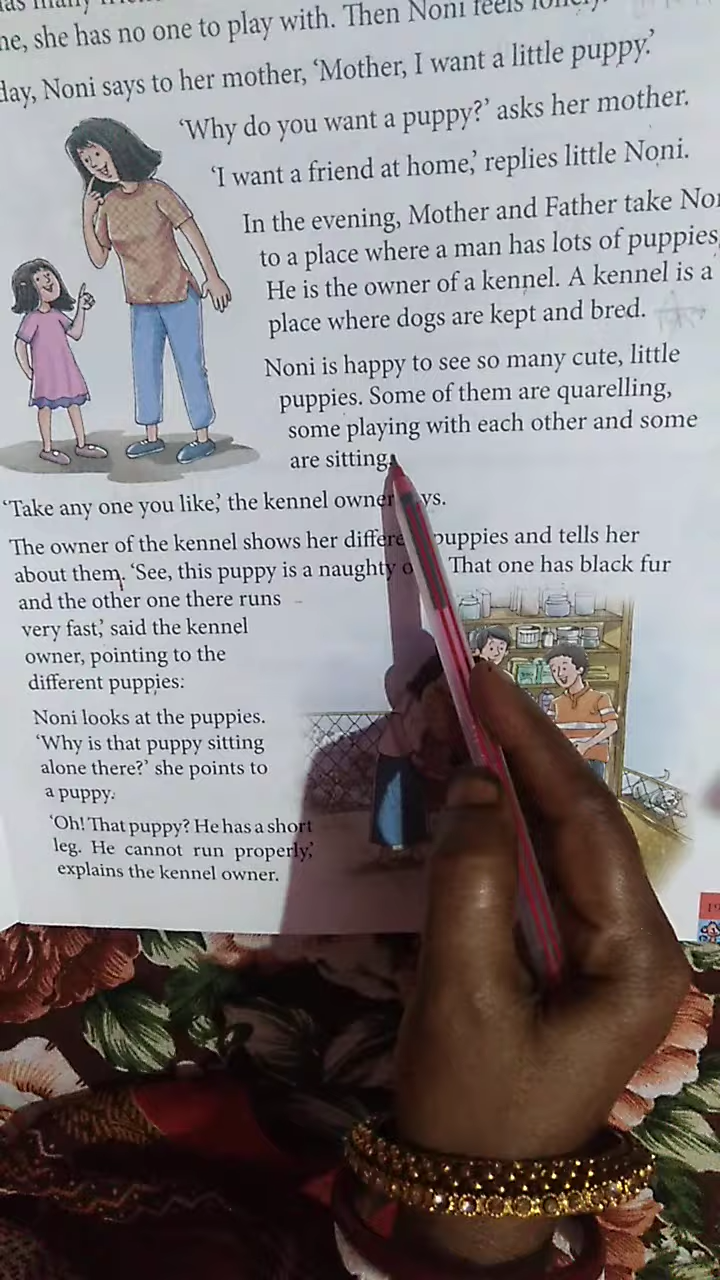 he, she has no one to play with. Then Noni feels lonely.
day, Noni says to her mother, ‘Mother, I want a little puppy.’
‘Why do you want a puppy?’ asks her mother.
‘I want a friend at home,’ replies little Noni.
In the evening, Mother and Father take
to a place where a man has lots of puppies
He is the owner of a kennel. A kennel is a
place where dogs are kept and bred.
Noni is happy to see so many cute, little
puppies. Some of them are quarelling,
some playing with each other and some
are sitting.
‘Take any one you like,’ the kennel
The owner of the kennel shows her puppies and tells her
about them. ‘See, this puppy is a naughty That one has black fur
and the other one there runs
very fast,’ said the kennel
owner, pointing to the
different puppies:
Noni looks at the puppies.
‘Why is that puppy sitting
alone there?’ she points to
a puppy.
‘Oh! That puppy? He has a short
leg. He cannot run properly,’
explains the kennel owner.